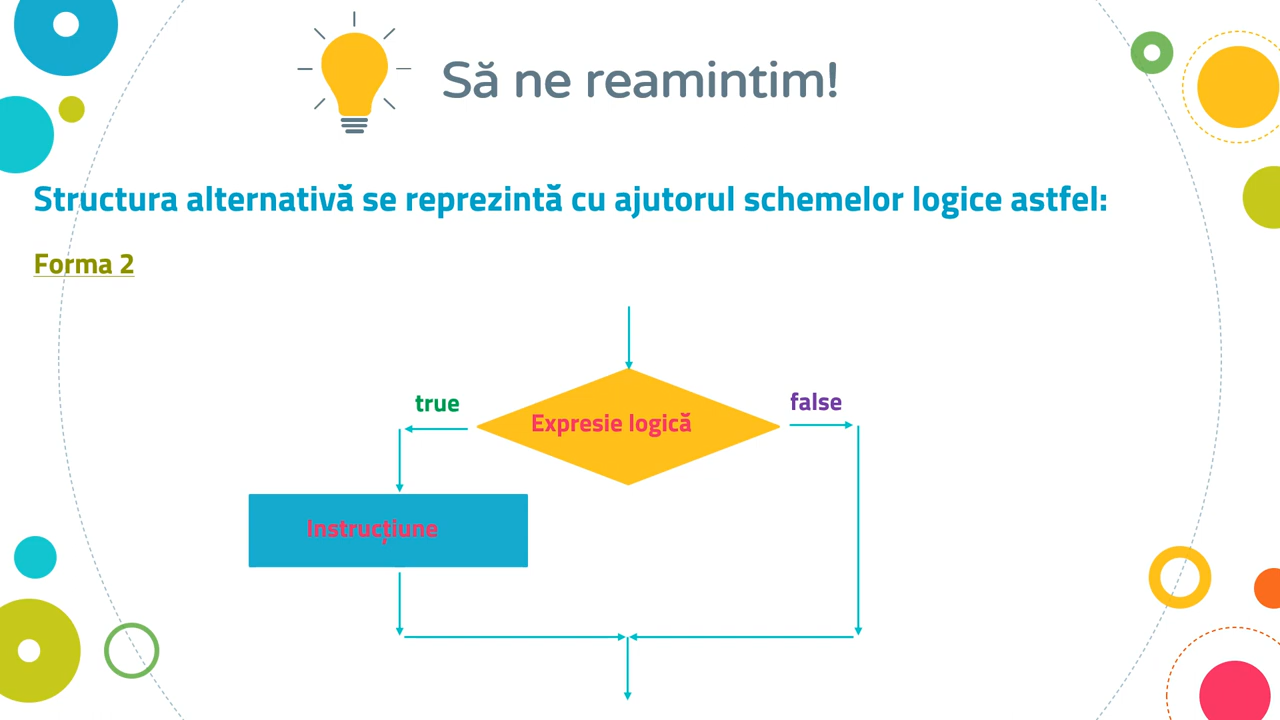 Să ne reamintim!
Structura alternativă se reprezintă cu ajutorul schemelor logice astfel:
Forma 2
true
Expresie logică
false
Instrucțiune